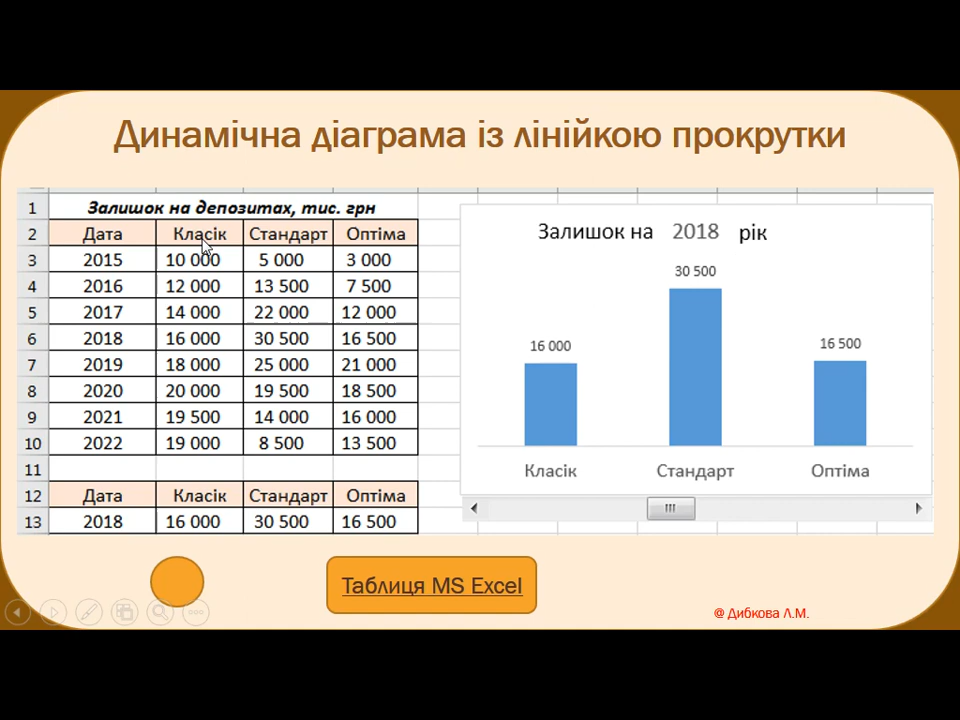 Динамічна діаграма із лінійкою прокрутки
1 Залишок на депозитах, тис. грн
2 Дата Класік Стандарт Оптіма
3 2015 10 000 5 000 3 000
4 2016 12 000 13 500 7 500
5 2017 14 000 22 000 12 000
6 2018 16 000 30 500 16 500
7 2019 18 000 25 000 21 000
8 2020 20 000 19 500 18 500
9 2021 19 500 14 000 16 000
10 2022 19 000 8 500 13 500
11
12 Дата Класік Стандарт Оптіма
13 2018 16 000 30 500 16 500
Залишок на 2018 рік
30 500
16 000
16 500
Класік Стандарт Оптіма
Таблиця MS Excel
@ Дибкова Л.М.